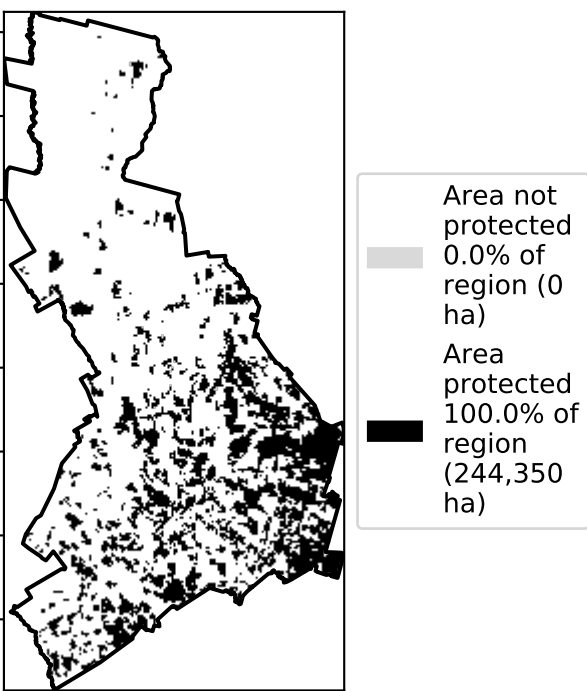 Area not
protected
0.0% of
region (0
ha)
Area
protected
100.0% of
region
(244,350
ha)